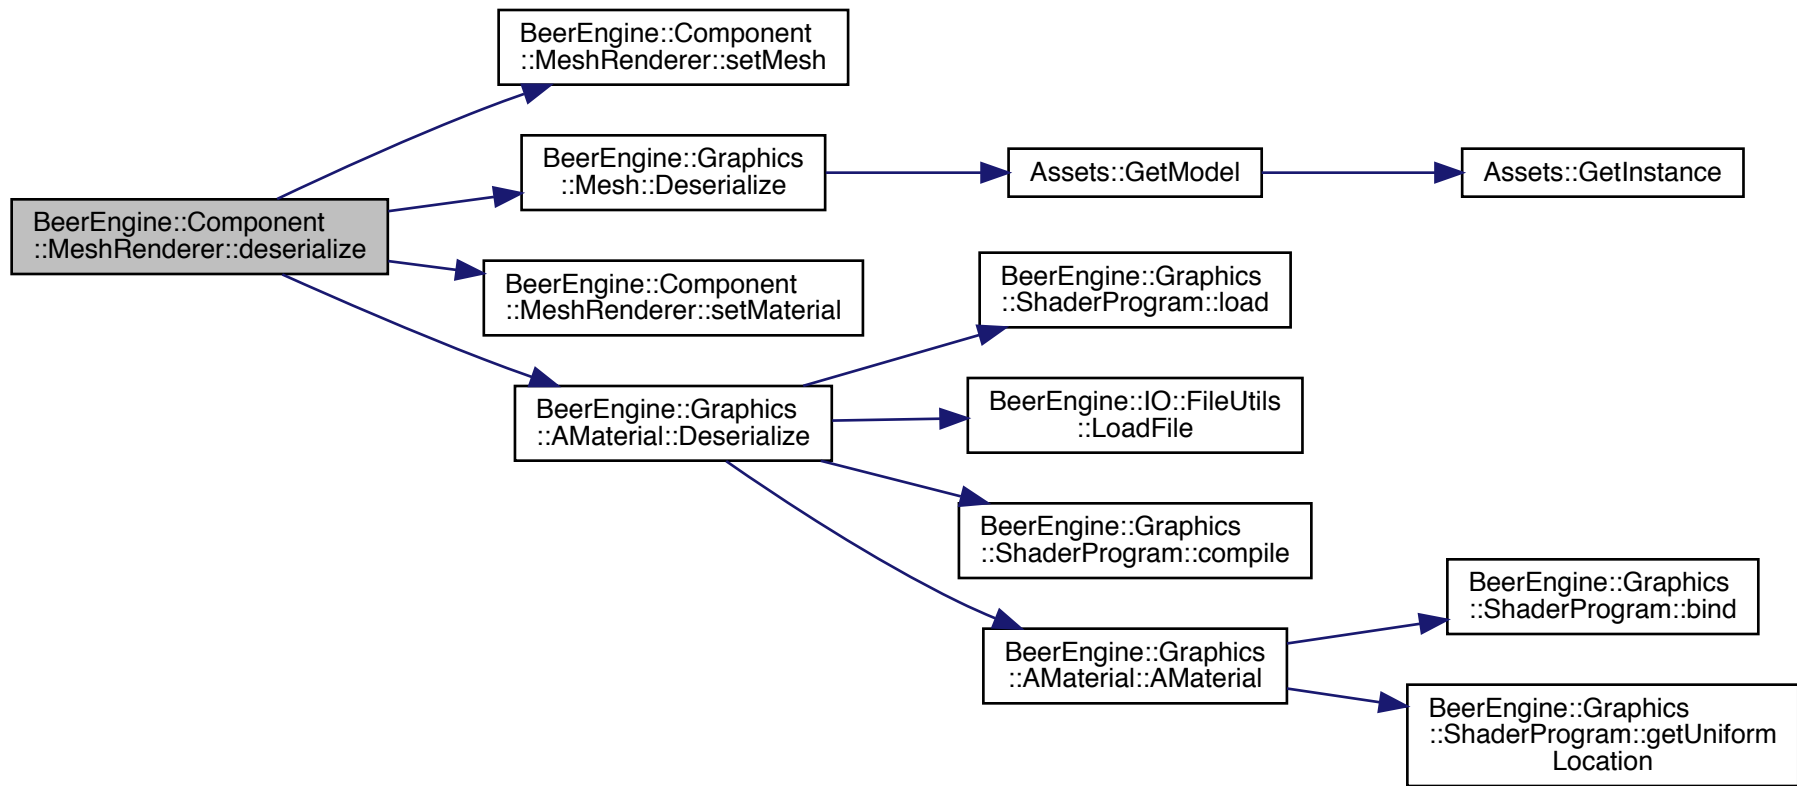 BeerEngine::Component
::MeshRenderer::deserialize
BeerEngine::Component
::MeshRenderer::setMesh
BeerEngine::Graphics
::Mesh::Deserialize
BeerEngine::Component
::MeshRenderer::setMaterial
BeerEngine::Graphics
::AMaterial::Deserialize
Assets::GetModel
Assets::GetInstance
BeerEngine::Graphics
::ShaderProgram::load
BeerEngine::IO::FileUtils
::LoadFile
BeerEngine::Graphics
::ShaderProgram::compile
BeerEngine::Graphics
::AMaterial::AMaterial
BeerEngine::Graphics
::ShaderProgram::bind
BeerEngine::Graphics
::ShaderProgram::getUniform
Location